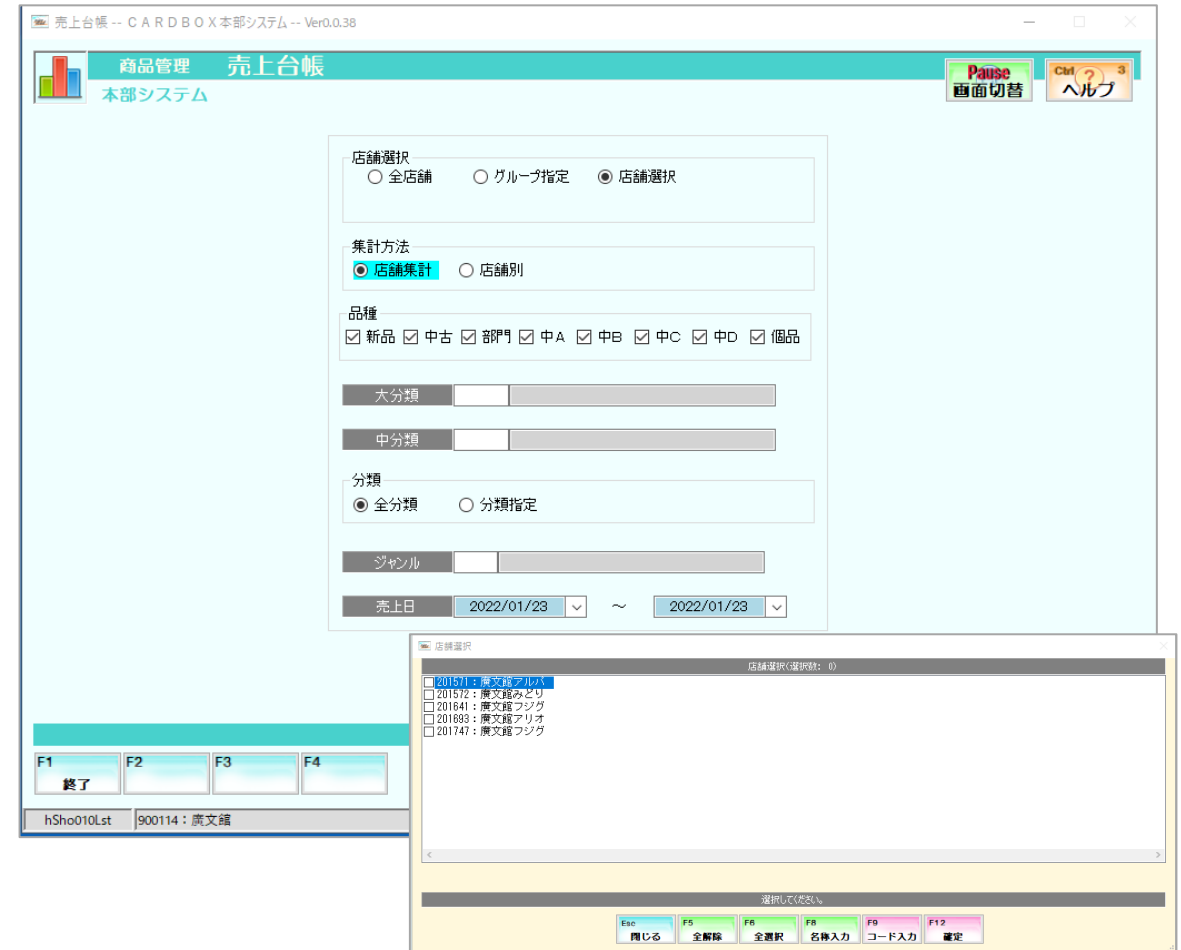 売上台帳 -- ＣＡＲＤＢＯＸ本部システム -- Ver0.0.38
商品管理 売上台帳
本部システム
Pause
画面切替
Ctrl ? 3
ヘルプ
店舗選択
全店舗 グループ指定 店舗選択
集計方法
店舗集計 店舗別
品種
新品 中古 部門 中A 中B 中C 中D 個品
大分類
中分類
分類
全分類 分類指定
ジャンル
売上日 2022/01/23 ～ 2022/01/23
店舗選択
店舗選択(選択数: 0)
201571：廣文館アルパ
201572：廣文館みどり
201641：廣文館フジグ
201693：廣文館アリオ
201747：廣文館フジグ
F1 F2 F3 F4
終了
hSho010Lst 900114：廣文館
選択してください。
Esc F5 F6 F8 F9 F12
閉じる 全解除 全選択 名称入力 コード入力 確定